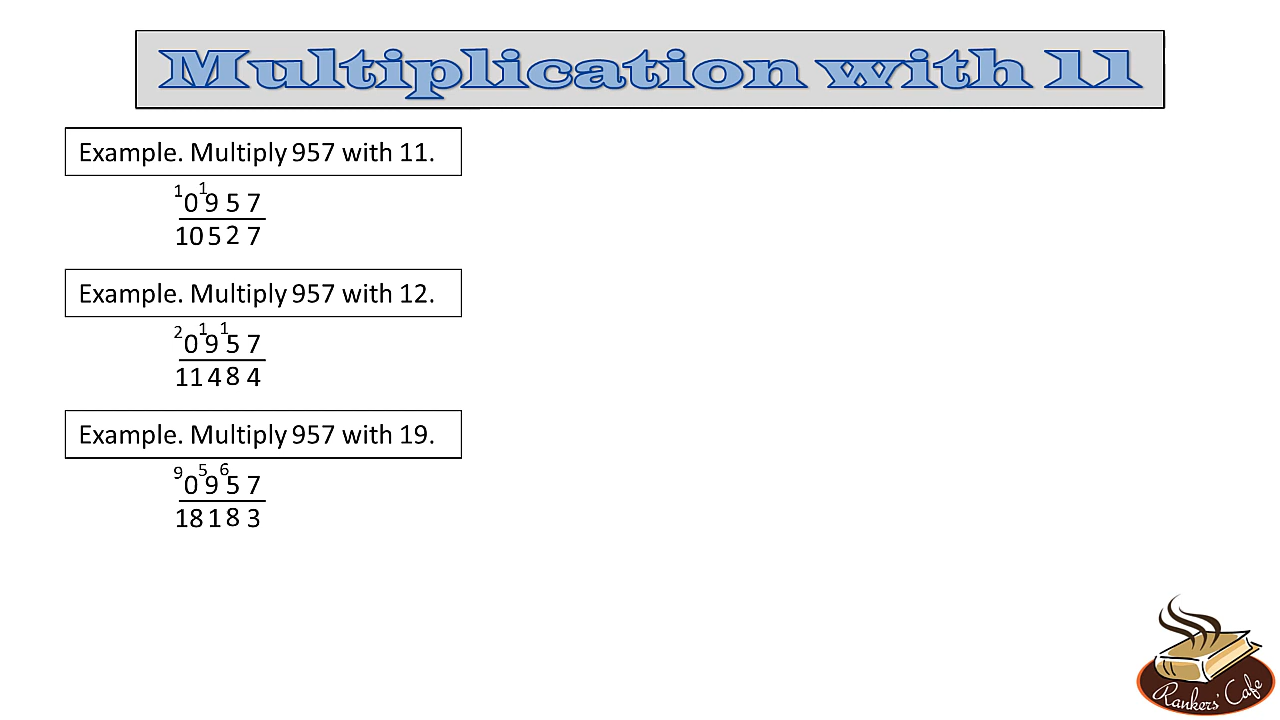 Multiplication with 11
Example. Multiply 957 with 11.
1 1
0 9 5 7
10 5 2 7
Example. Multiply 957 with 12.
2 1 1
0 9 5 7
11 4 8 4
Example. Multiply 957 with 19.
9 5 6
0 9 5 7
18 1 8 3
Rankers' Cafe